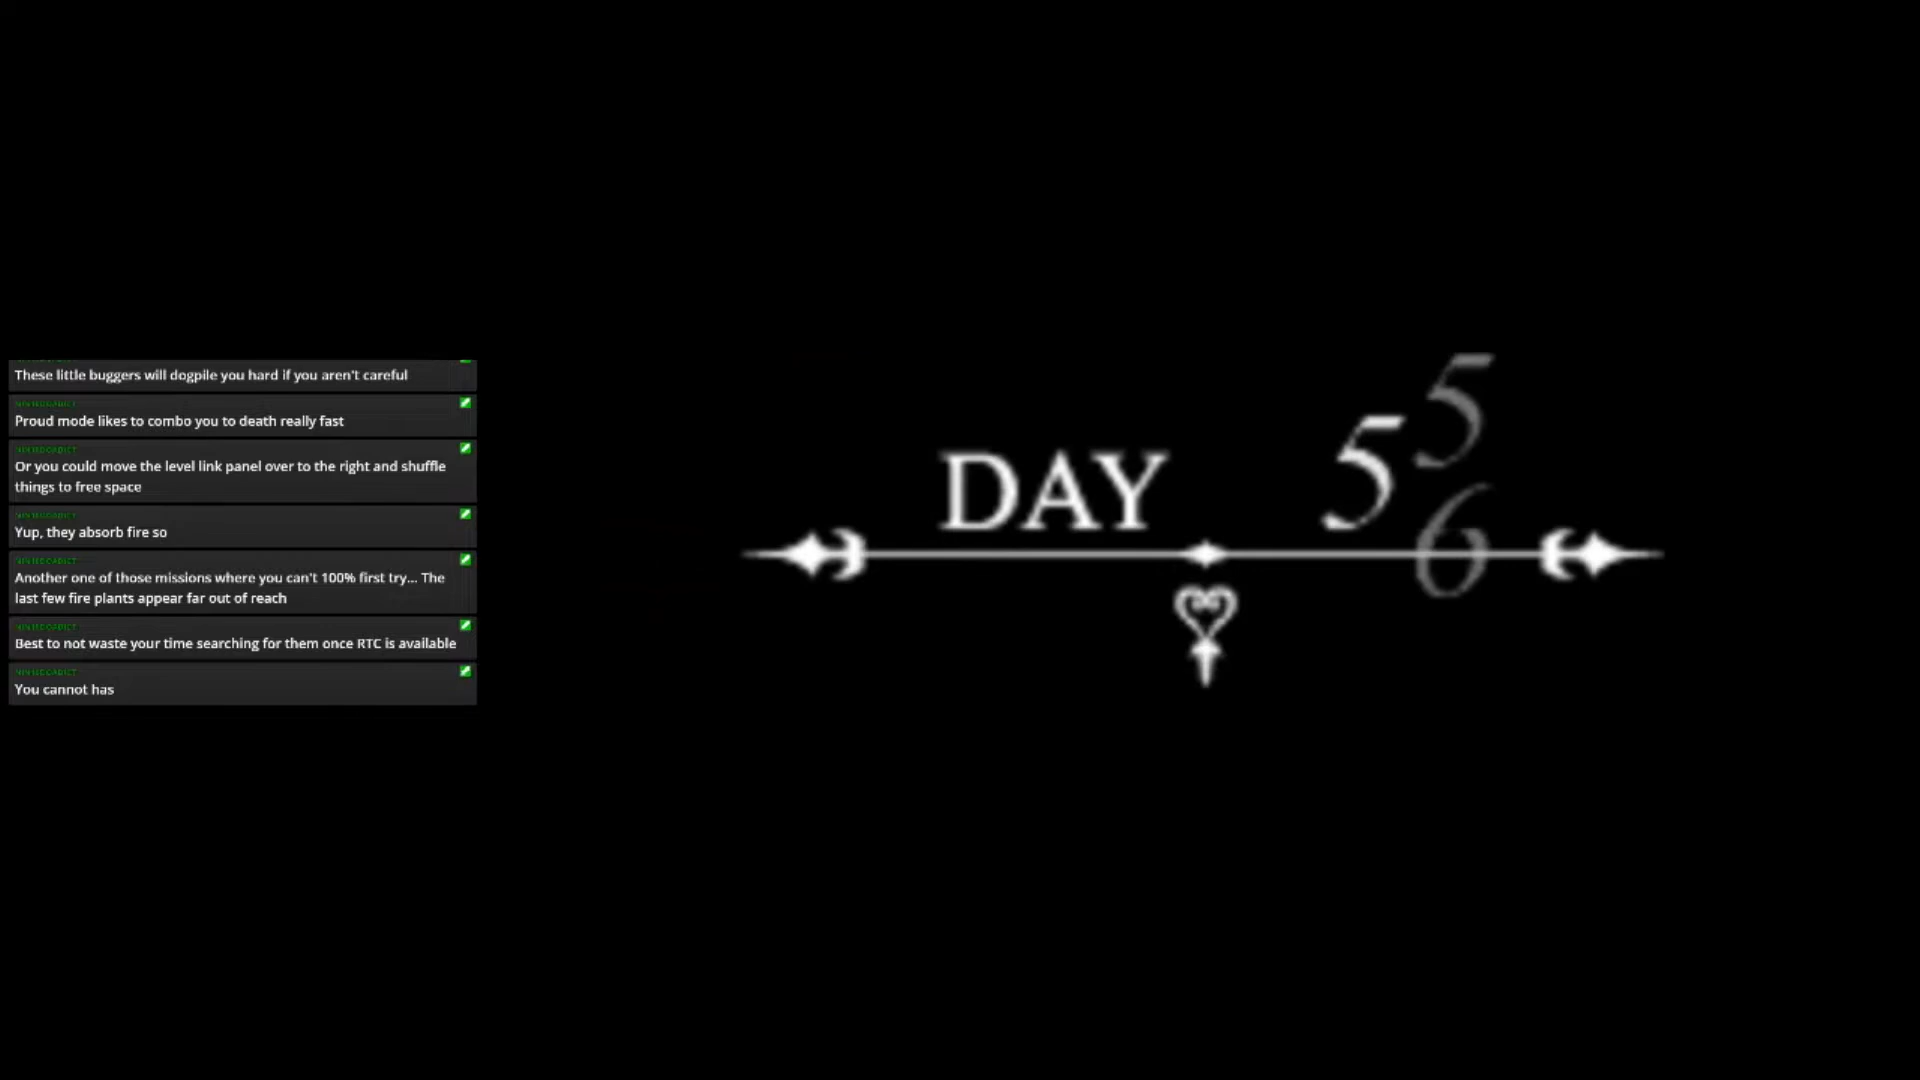 These little buggers will dogpile you hard if you aren't careful
Proud mode likes to combo you to death really fast
Or you could move the level link panel over to the right and shuffle
things to free space
Yup, they absorb fire so
Another one of those missions where you can't 100% first try... The
last few fire plants appear far out of reach
Best to not waste your time searching for them once RTC is available
You cannot has
DAY 5 5
6